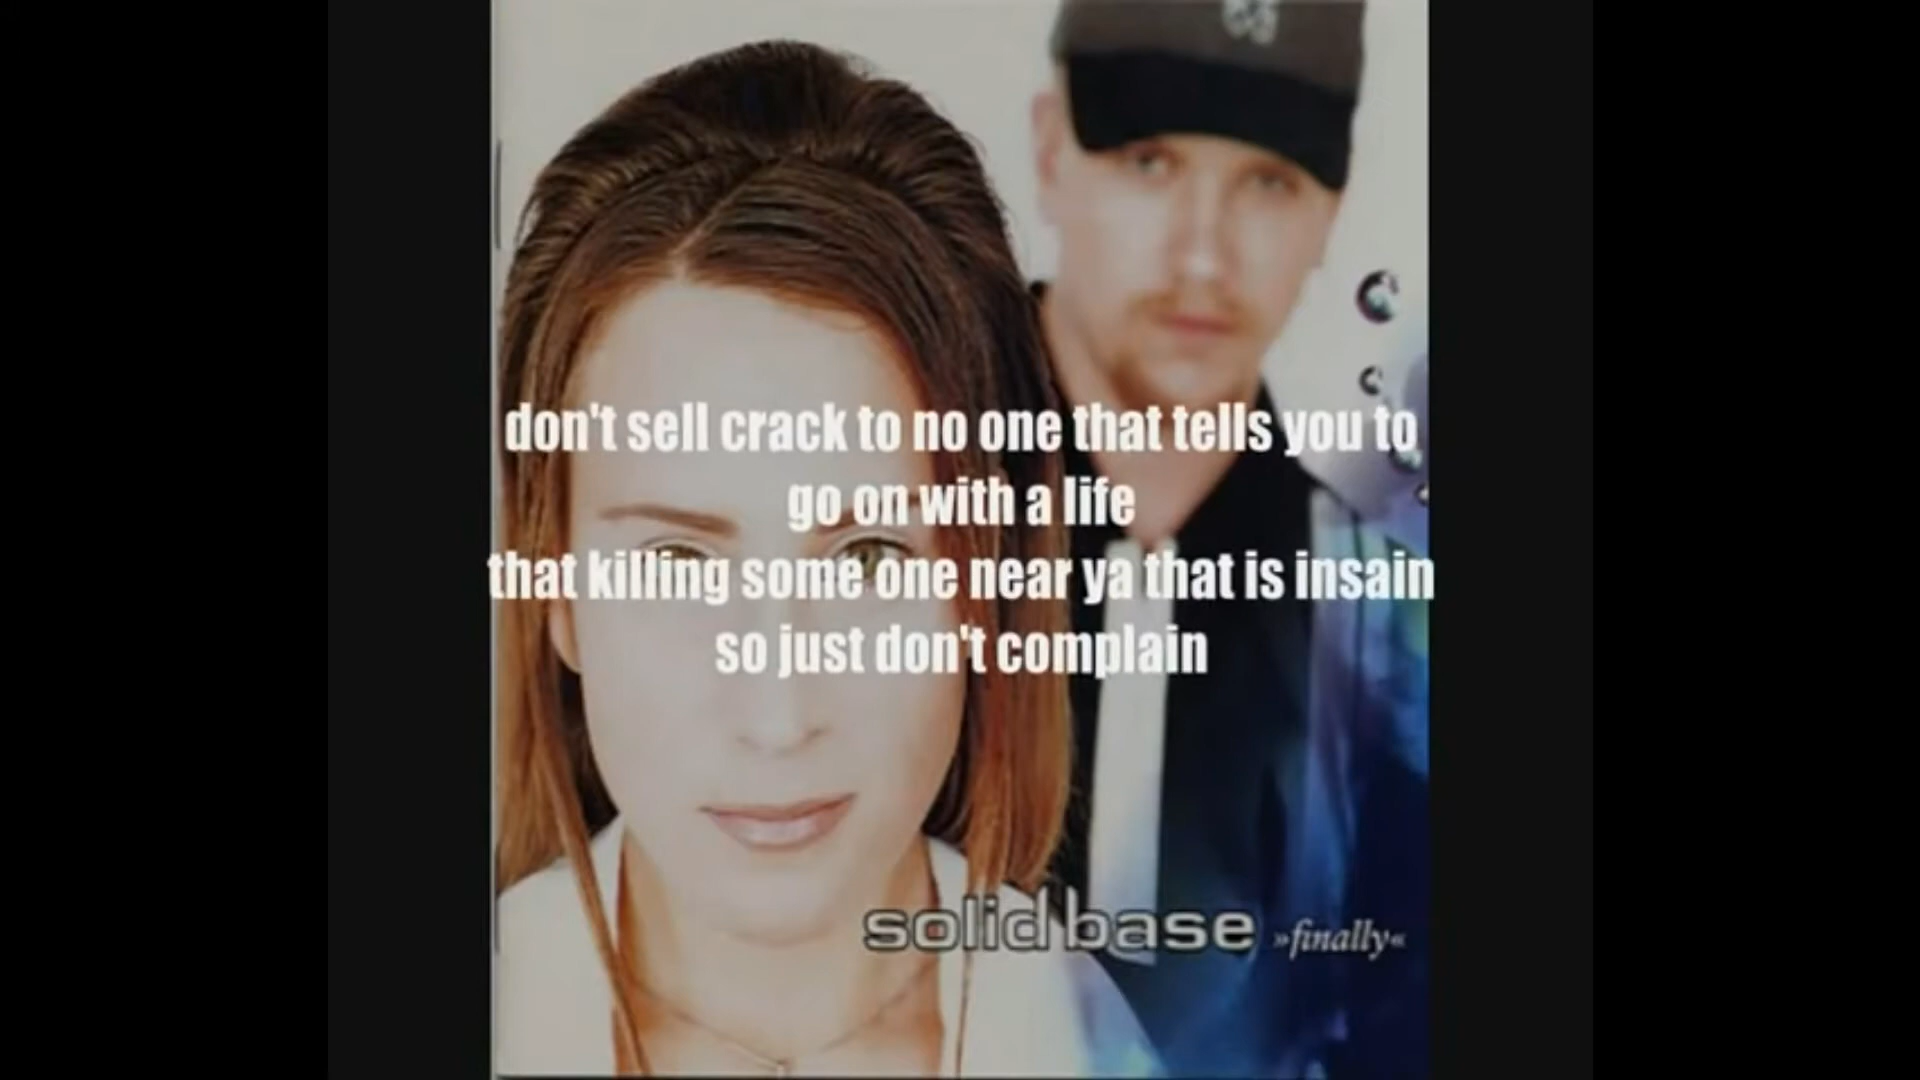 don't sell crack to no one that tells you to
go on with a life
that killing some one near ya that is insain
so just don't complain
solid base »finally«